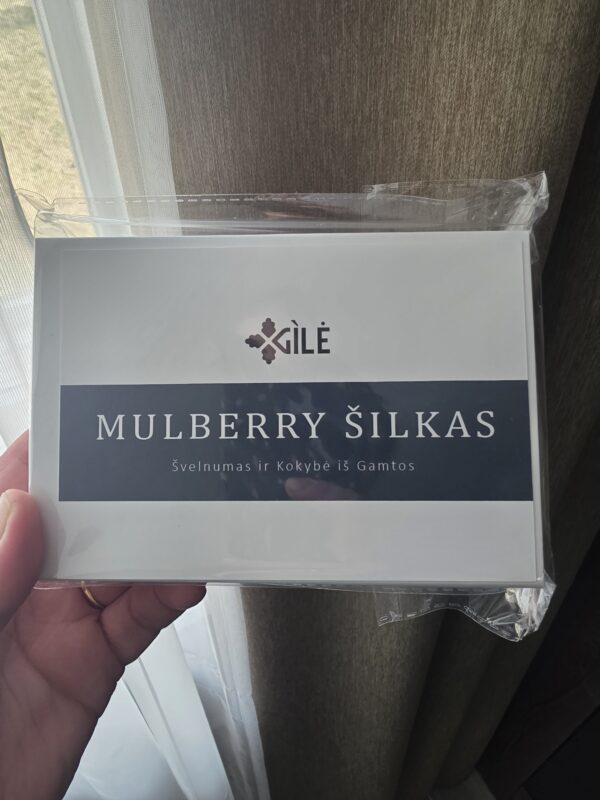 GÌLĖ
MULBERRY ŠILKAS
Švelnumas ir Kokybė iš Gamtos